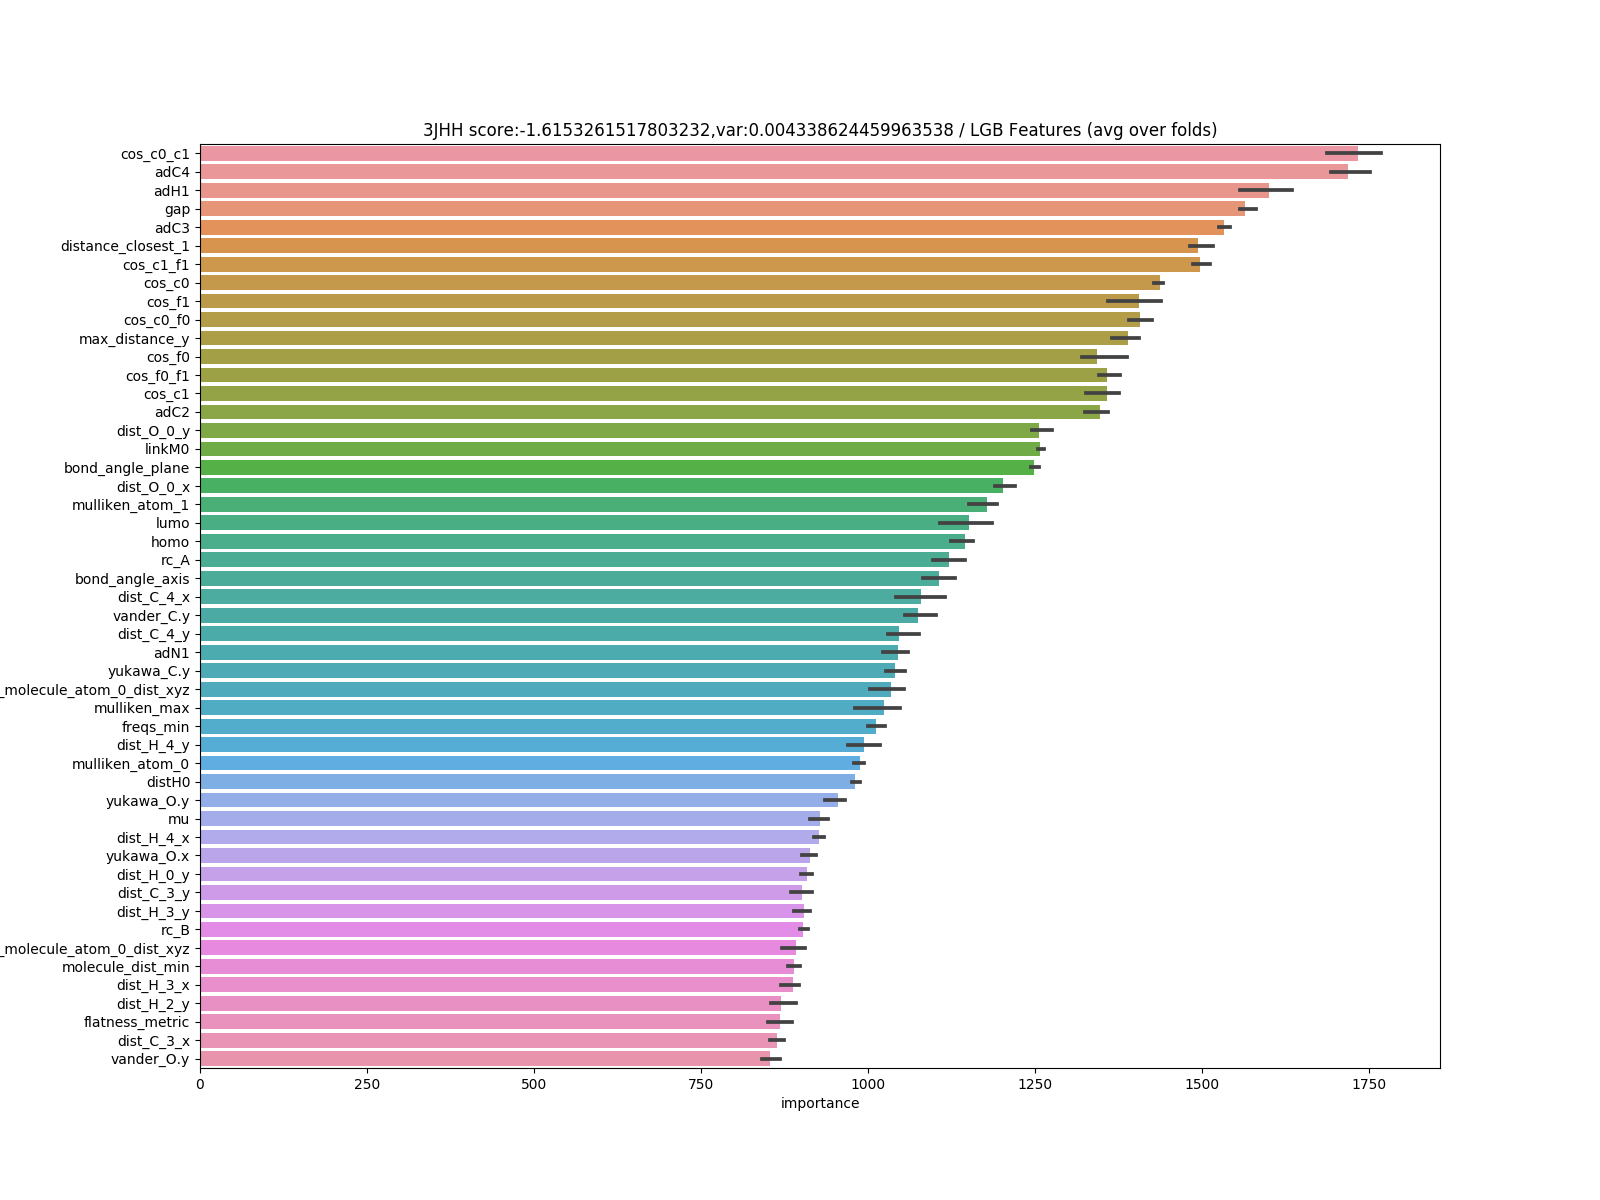 3JHH score:-1.6153261517803232,var:0.004338624459963538 / LGB Features (avg over folds)
cos_c0_c1
adC4
adH1
gap
adC3
distance_closest_1
cos_c1_f1
cos_c0
cos_f1
cos_c0_f0
max_distance_y
cos_f0
cos_f0_f1
cos_c1
adC2
dist_O_0_y
linkM0
bond_angle_plane
dist_O_0_x
mulliken_atom_1
lumo
homo
rc_A
bond_angle_axis
dist_C_4_x
vander_C.y
dist_C_4_y
adN1
yukawa_C.y
_molecule_atom_0_dist_xyz
mulliken_max
freqs_min
dist_H_4_y
mulliken_atom_0
distH0
yukawa_O.y
mu
dist_H_4_x
yukawa_O.x
dist_H_0_y
dist_C_3_y
dist_H_3_y
rc_B
_molecule_atom_0_dist_xyz
molecule_dist_min
dist_H_3_x
dist_H_2_y
flatness_metric
dist_C_3_x
vander_O.y
0 250 500 750 1000 1250 1500 1750
importance